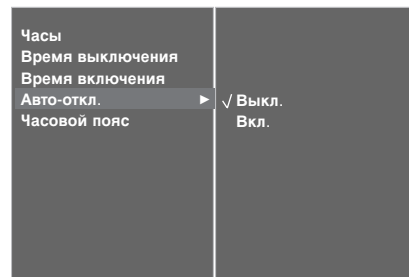 Часы
Время выключения
Время включения
Авто-откл. ► √ Выкл.
Часовой пояс Вкл.